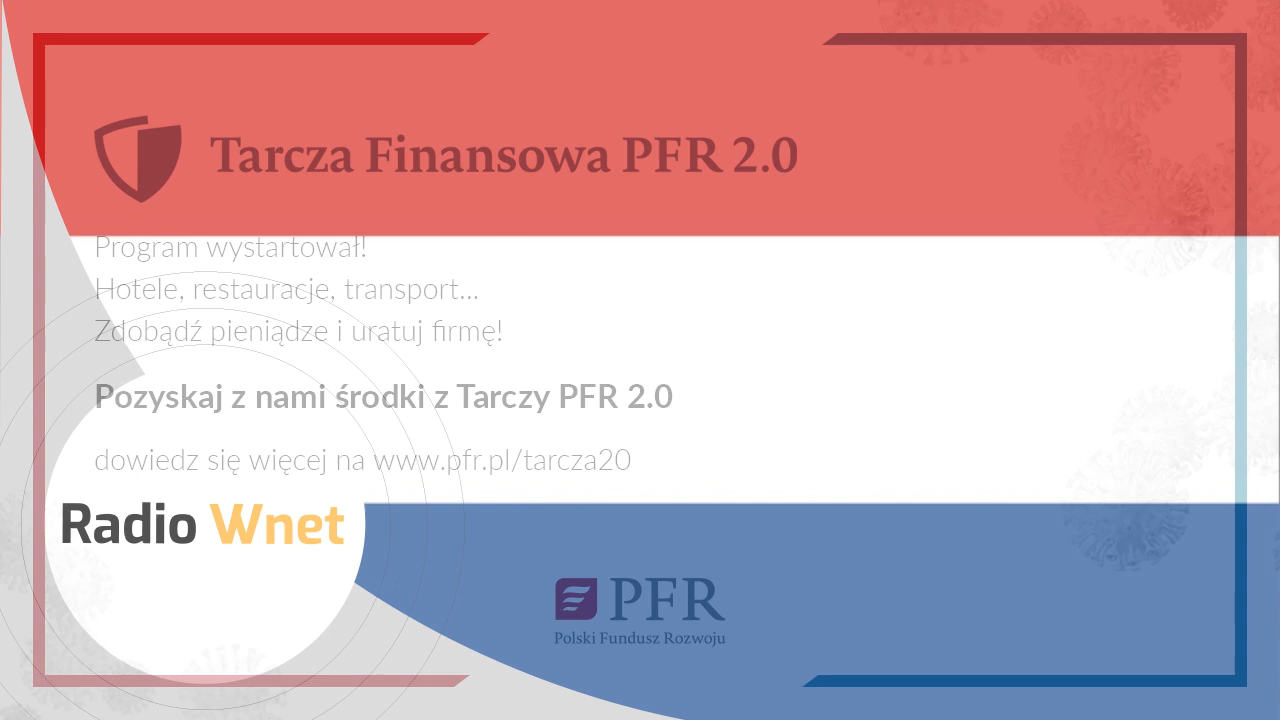 Tarcza Finansowa PFR 2.0
Program wystartował!
Hotele, restauracje, transport...
Zdobądź pieniądze i uratuj firmę!
Pozyskaj z nami środki z Tarczy PFR 2.0
dowiedz się więcej na www.pfr.pl/tarcza20
Radio Wnet
PFR
Polski Fundusz Rozwoju